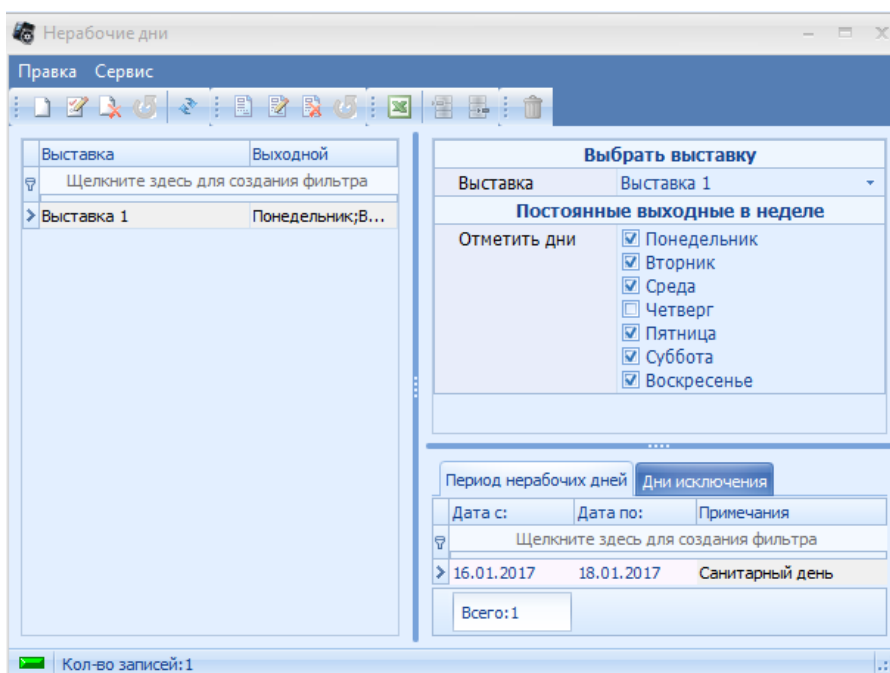 Нерабочие дни
Правка Сервис
Выставка Выходной
Щелкните здесь для создания фильтра
Выставка 1 Понедельник;В...
Выбрать выставку
Выставка Выставка 1
Постоянные выходные в неделе
Отметить дни Понедельник
Вторник
Среда
Четверг
Пятница
Суббота
Воскресенье
Период нерабочих дней Дни исключения
Дата с: Дата по: Примечания
Щелкните здесь для создания фильтра
16.01.2017 18.01.2017 Санитарный день
Всего:1
Кол-во записей:1